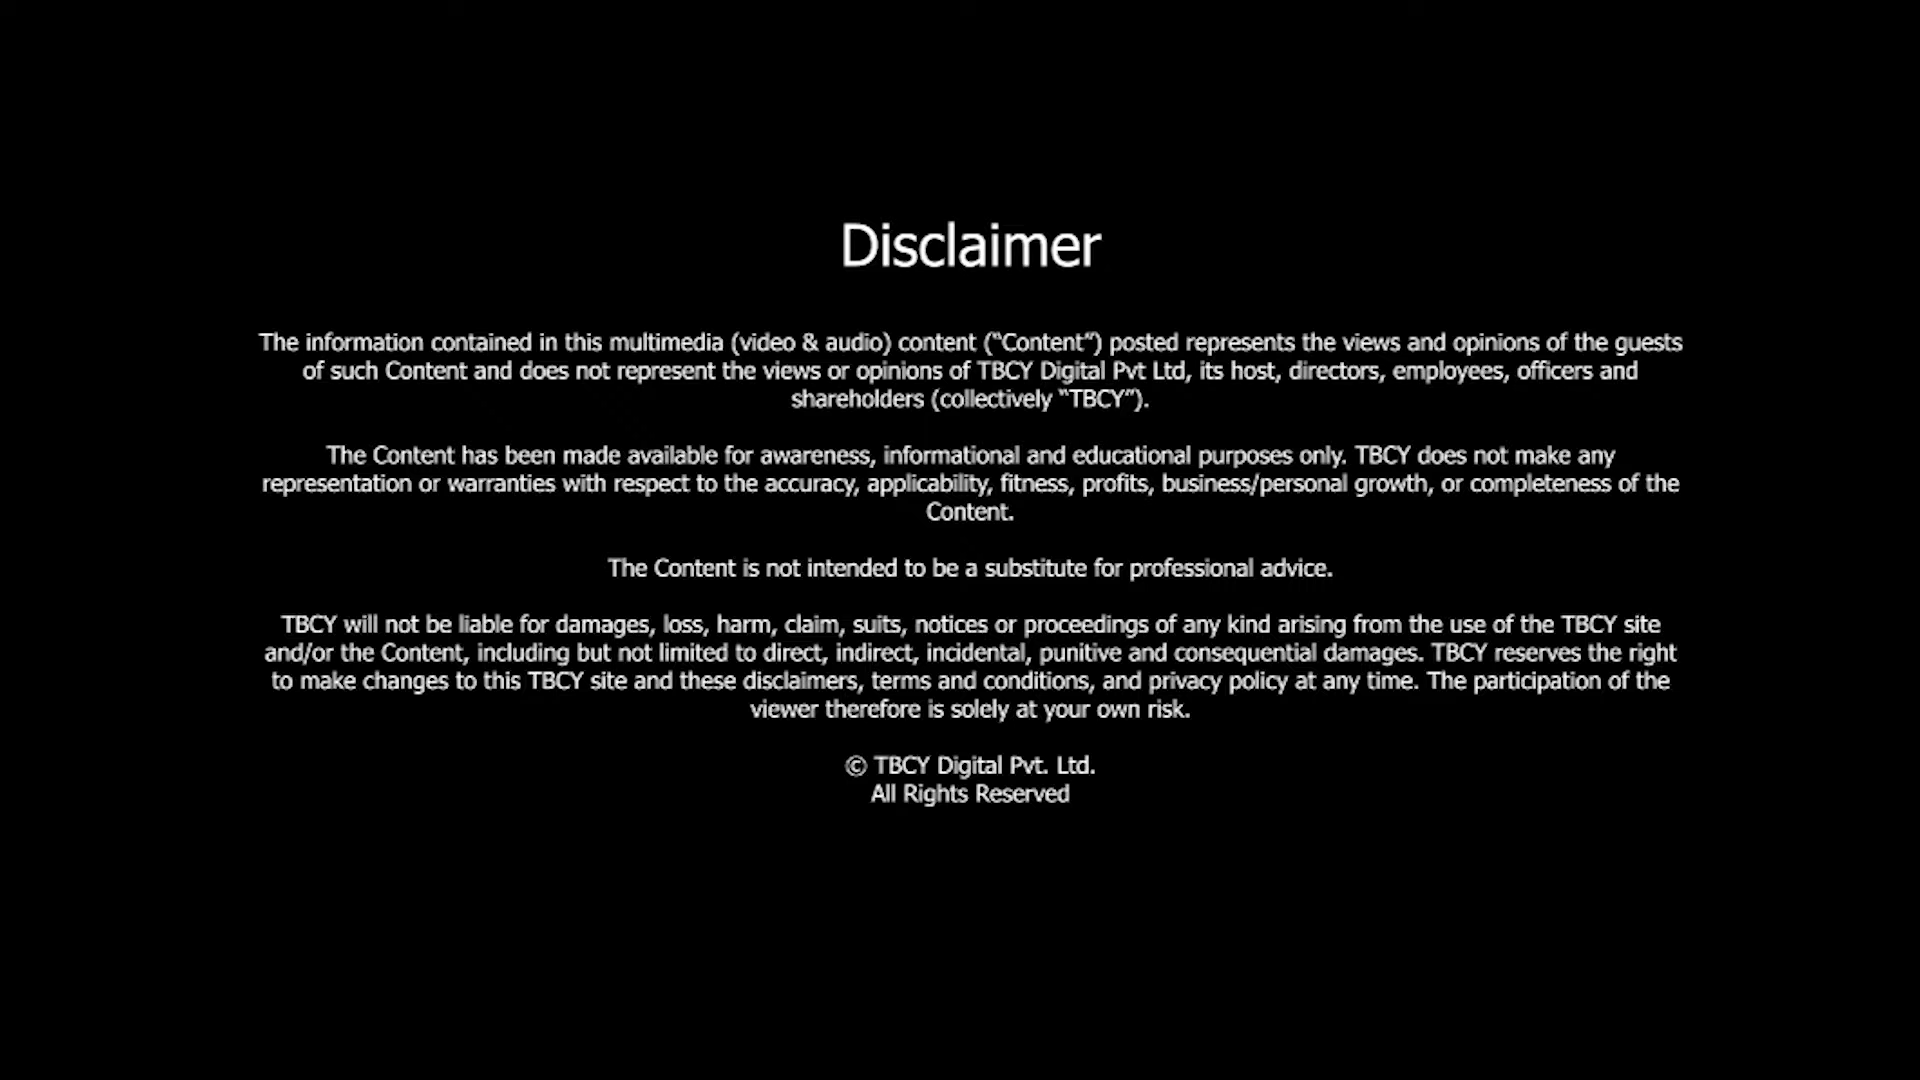 Disclaimer
The information contained in this multimedia (video & audio) content (“Content”) posted represents the views and opinions of the guests
of such Content and does not represent the views or opinions of TBCY Digital Pvt Ltd, its host, directors, employees, officers and
shareholders (collectively “TBCY”).
The Content has been made available for awareness, informational and educational purposes only. TBCY does not make any
representation or warranties with respect to the accuracy, applicability, fitness, profits, business/personal growth, or completeness of the
Content.
The Content is not intended to be a substitute for professional advice.
TBCY will not be liable for damages, loss, harm, claim, suits, notices or proceedings of any kind arising from the use of the TBCY site
and/or the Content, including but not limited to direct, indirect, incidental, punitive and consequential damages. TBCY reserves the right
to make changes to this TBCY site and these disclaimers, terms and conditions, and privacy policy at any time. The participation of the
viewer therefore is solely at your own risk.
© TBCY Digital Pvt. Ltd.
All Rights Reserved